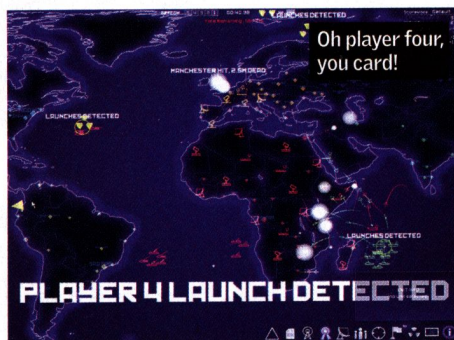 LAUNCHES DETECTED
Oh player four,
you card!
MANCHESTER HIT, 2.5M DEAD
LAUNCHES DETECTED
LAUNCHES DETECTED
PLAYER 4 LAUNCH DETECTED